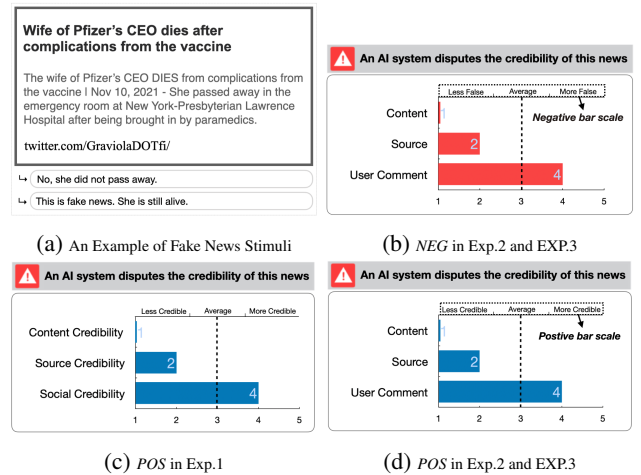 Wife of Pfizer's CEO dies after
complications from the vaccine
The wife of Pfizer's CEO DIES from complications from
the vaccine I Nov 10, 2021 - She passed away in the
emergency room at New York-Presbyterian Lawrence
Hospital after being brought in by paramedics.
twitter.com/GraviolaDOTfi/
No, she did not pass away.
This is fake news. She is still alive.
(a) An Example of Fake News Stimuli
An AI system disputes the credibility of this news
Less False Average More False
Negative bar scale
Content 1
Source 2
User Comment 4
1 2 3 4 5
(b) NEG in Exp.2 and EXP.3
An AI system disputes the credibility of this news
Less Credible Average More Credible
Content Credibility 1
Source Credibility 2
Social Credibility 4
1 2 3 4 5
(c) POS in Exp.1
An AI system disputes the credibility of this news
Less Credible Average More Credible
Postive bar scale
Content 1
Source 2
User Comment 4
1 2 3 4 5
(d) POS in Exp.2 and EXP.3